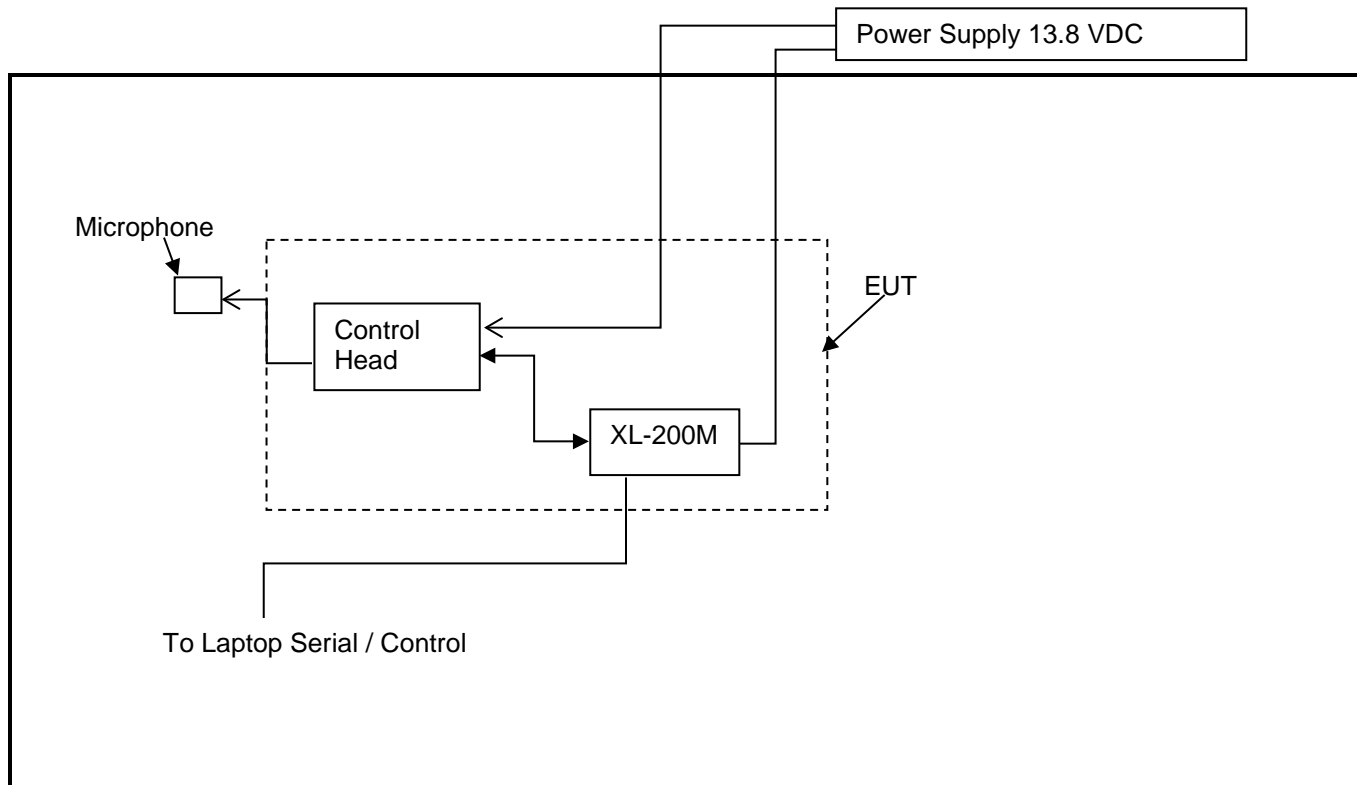 Power Supply 13.8 VDC
Microphone
EUT
Control
Head
XL-200M
To Laptop Serial / Control